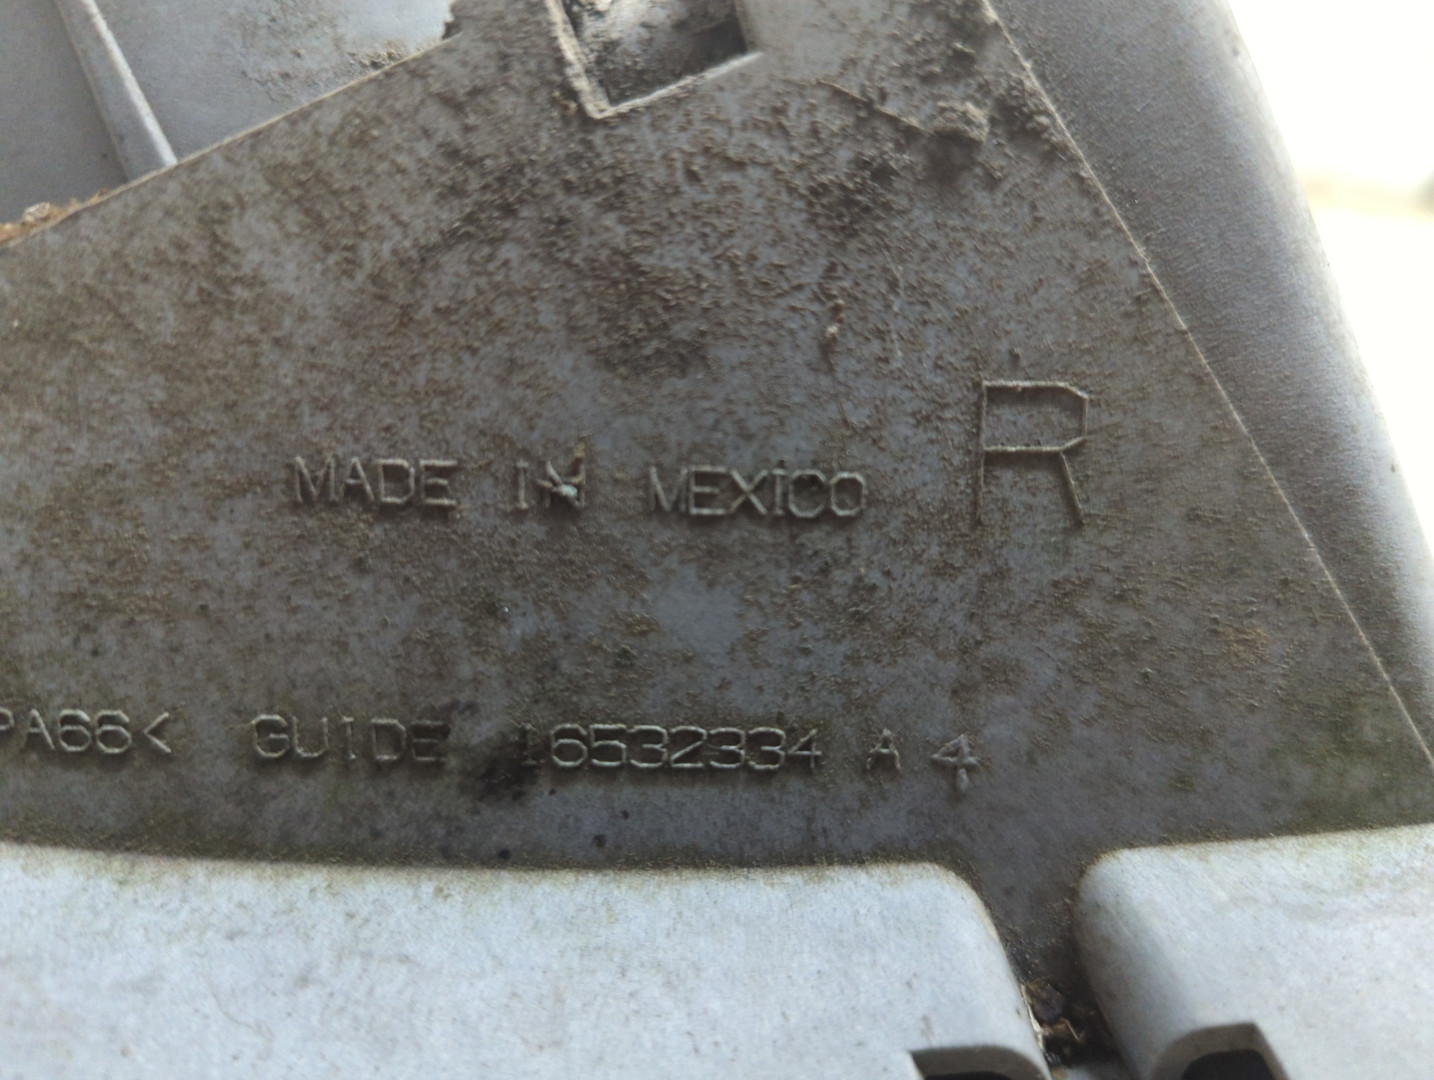 MADE IN MEXICO R
PA66< GUIDE 16532334 A 4